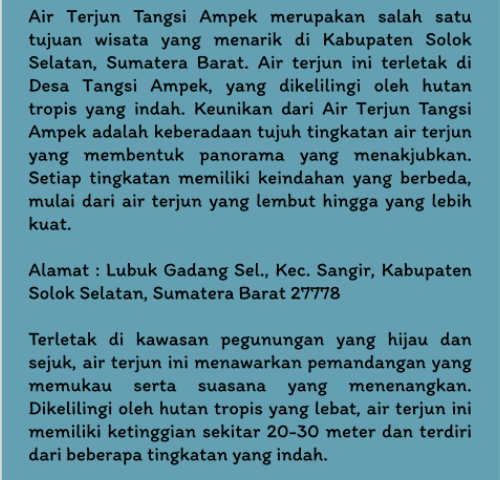 Air Terjun Tangsi Ampek merupakan salah satu
tujuan wisata yang menarik di Kabupaten Solok
Selatan, Sumatera Barat. Air terjun ini terletak di
Desa Tangsi Ampek, yang dikelilingi oleh hutan
tropis yang indah. Keunikan dari Air Terjun Tangsi
Ampek adalah keberadaan tujuh tingkatan air terjun
yang membentuk panorama yang menakjubkan.
Setiap tingkatan memiliki keindahan yang berbeda,
mulai dari air terjun yang lembut hingga yang lebih
kuat.
Alamat : Lubuk Gadang Sel., Kec. Sangir, Kabupaten
Solok Selatan, Sumatera Barat 27778
Terletak di kawasan pegunungan yang hijau dan
sejuk, air terjun ini menawarkan pemandangan yang
memukau serta suasana yang menenangkan.
Dikelilingi oleh hutan tropis yang lebat, air terjun ini
memiliki ketinggian sekitar 20-30 meter dan terdiri
dari beberapa tingkatan yang indah.